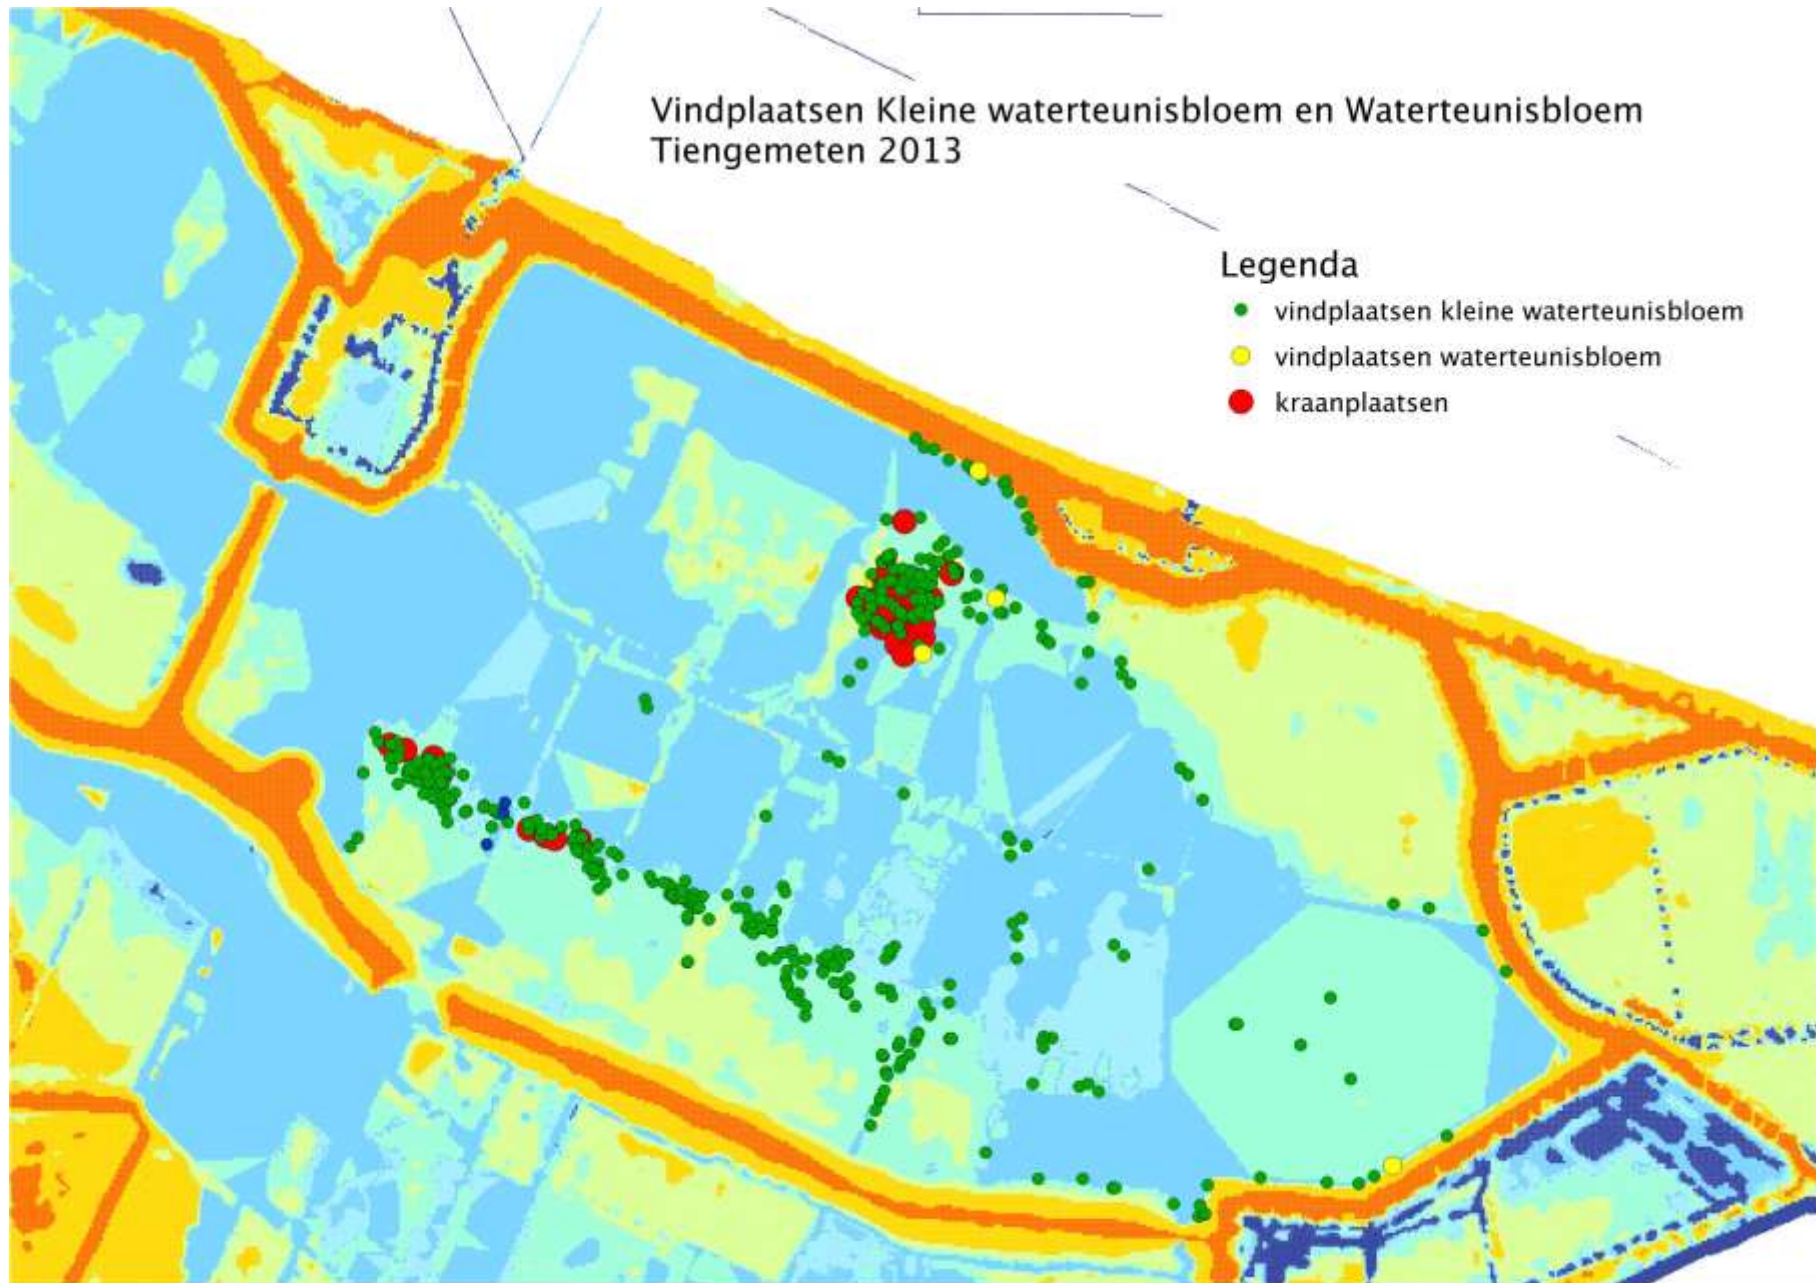 Vindplaatsen Kleine waterteunisbloem en Waterteunisbloem
Tiengemeten 2013
Legenda
vindplaatsen kleine waterteunisbloem
vindplaatsen waterteunisbloem
kraanplaatsen